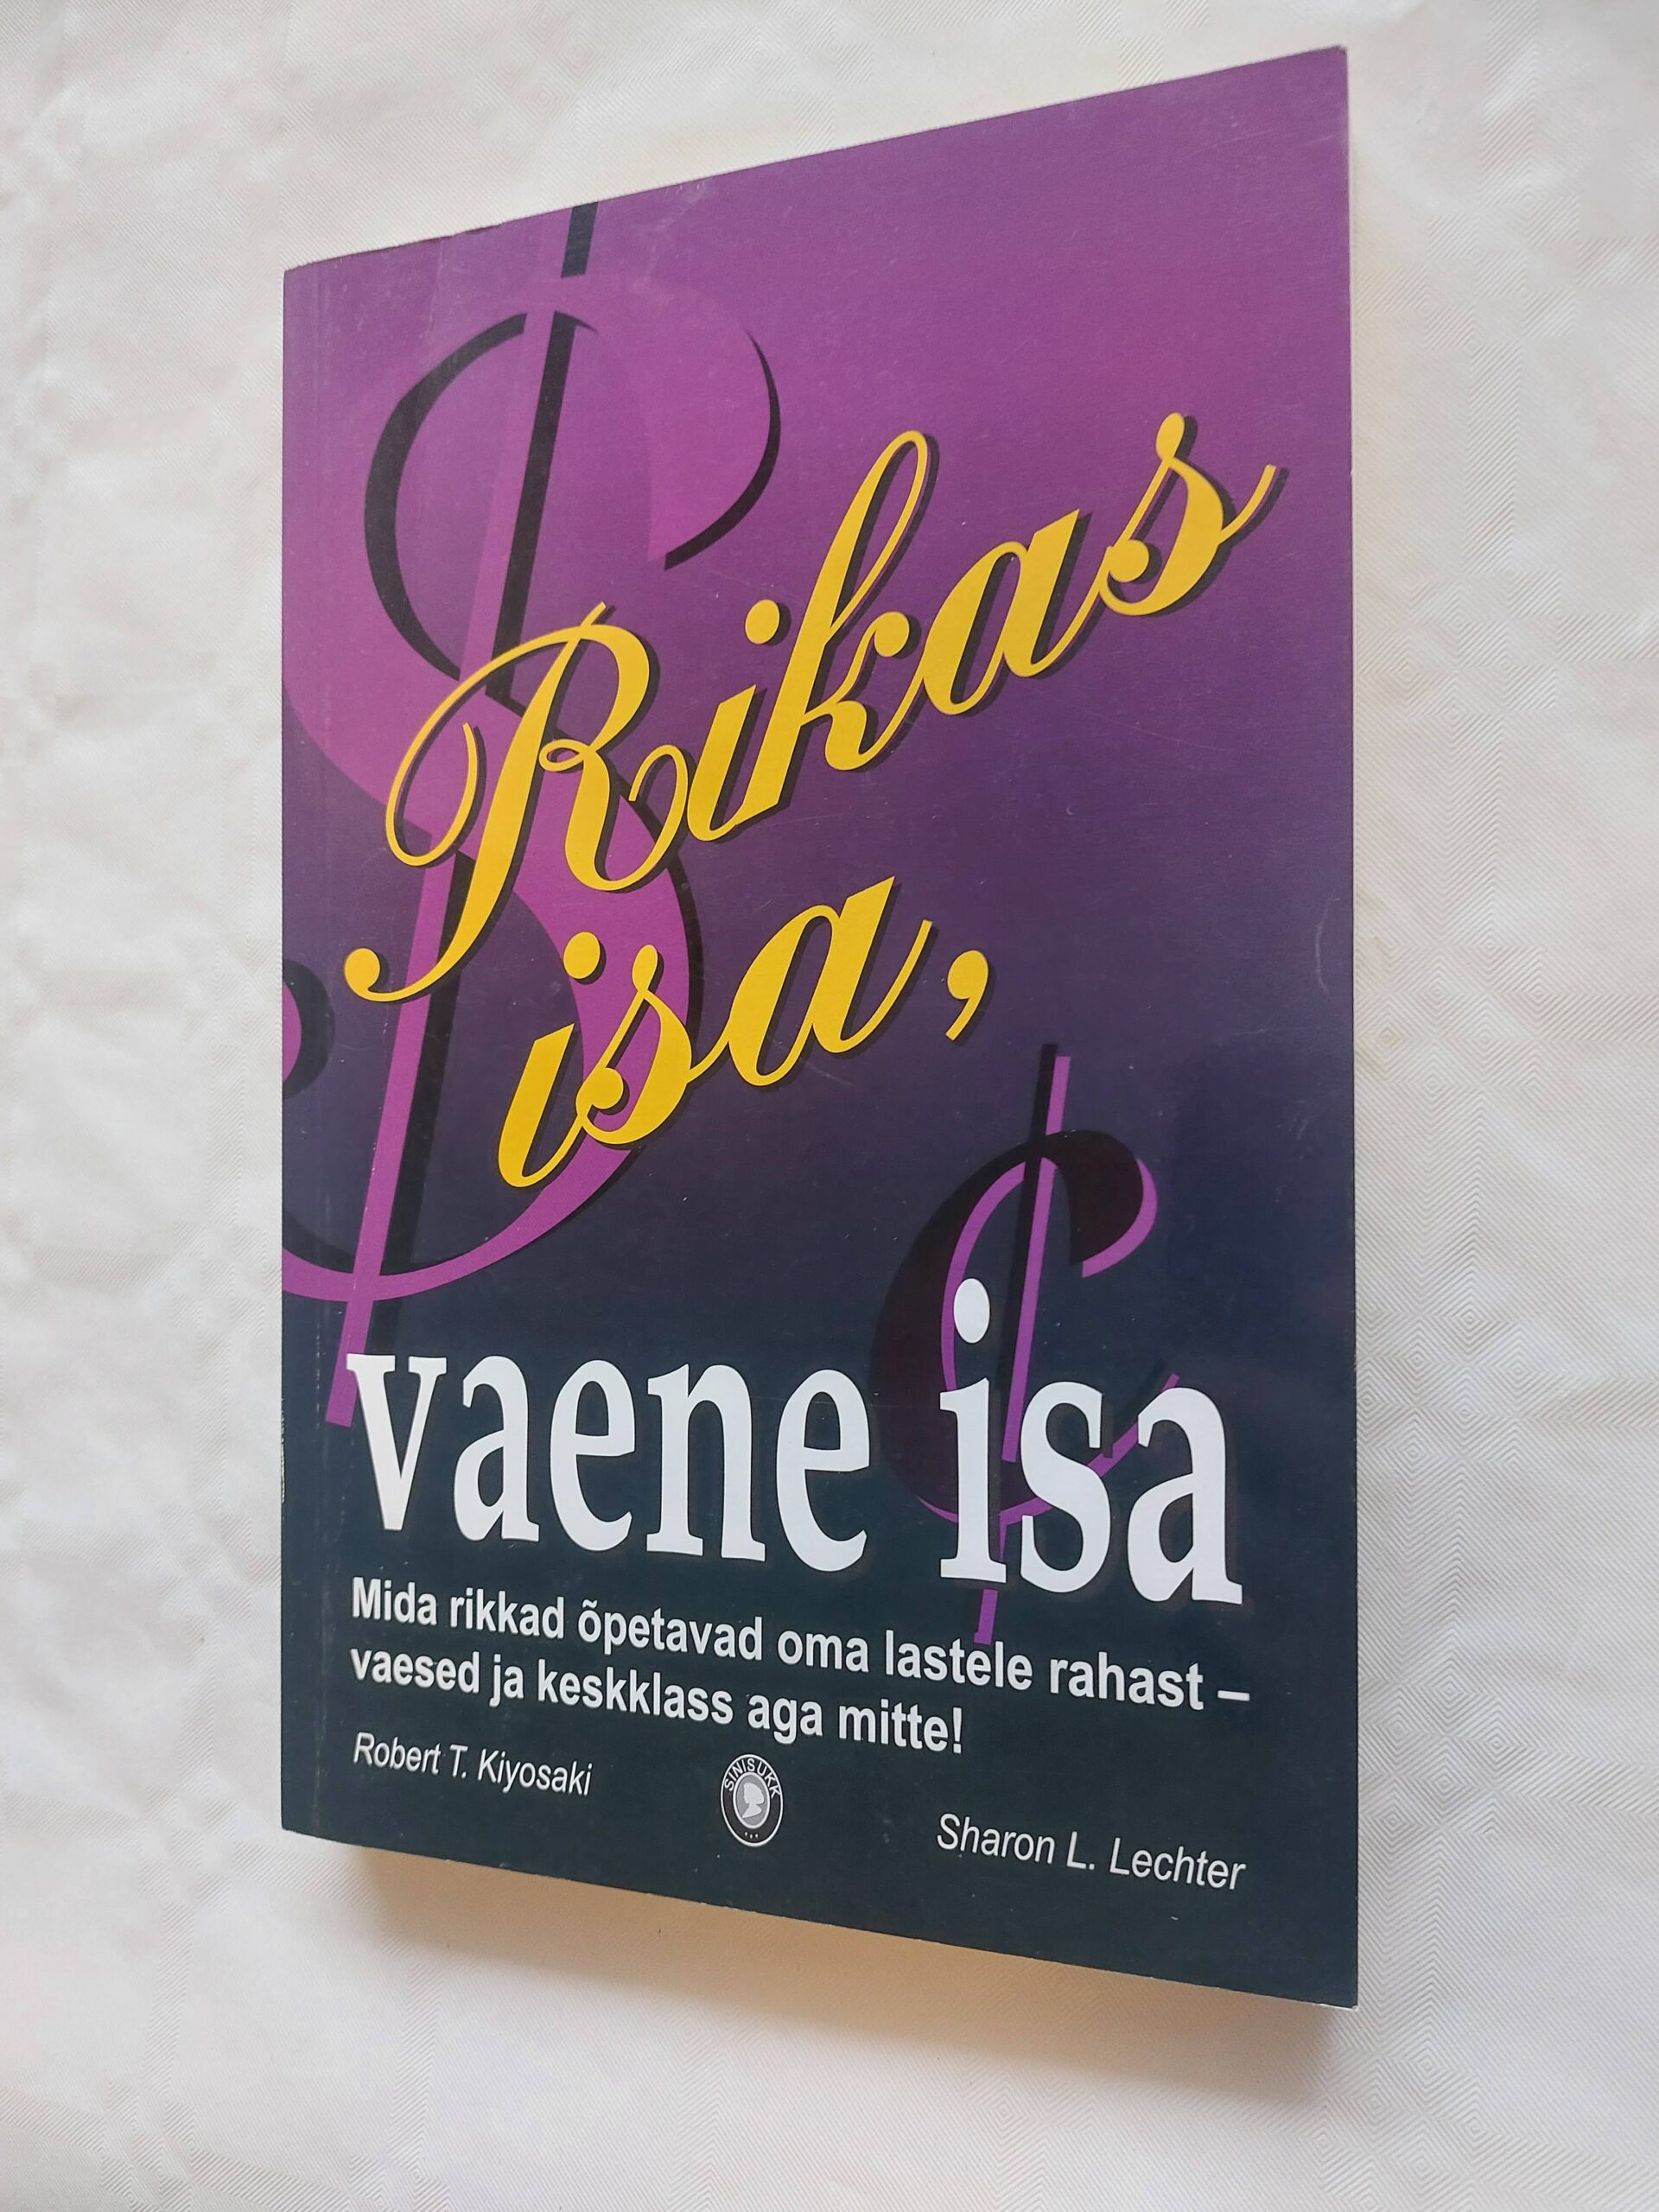 Rikas
isa,
vaene isa
Mida rikkad õpetavad oma lastele rahast –
vaesed ja keskklass aga mitte!
Robert T. Kiyosaki
SINISUKK
Sharon L. Lechter